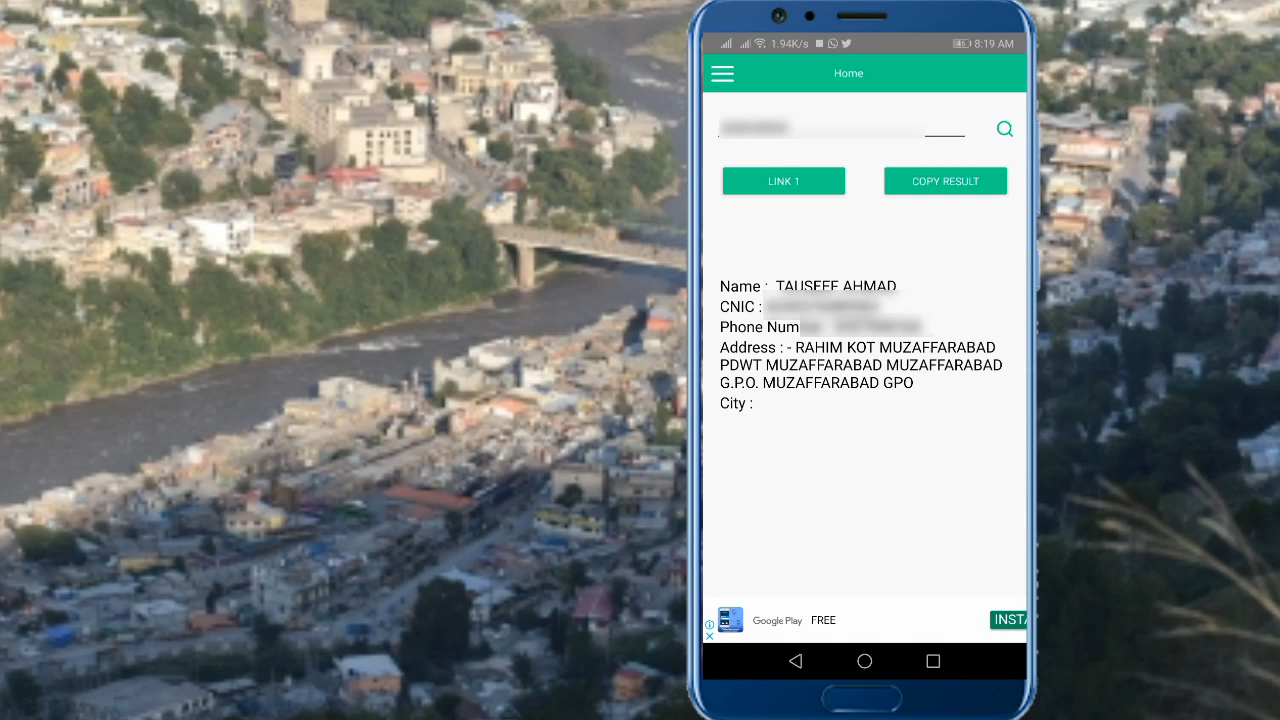 1.94K/s
46
8:19 AM
Home
LINK 1
COPY RESULT
Name : TAUSEEF AHMAD
CNIC :
Phone Num
Address : - RAHIM KOT MUZAFFARABAD
PDWT MUZAFFARABAD MUZAFFARABAD
G.P.O. MUZAFFARABAD GPO
City :
Google Play FREE
INSTA